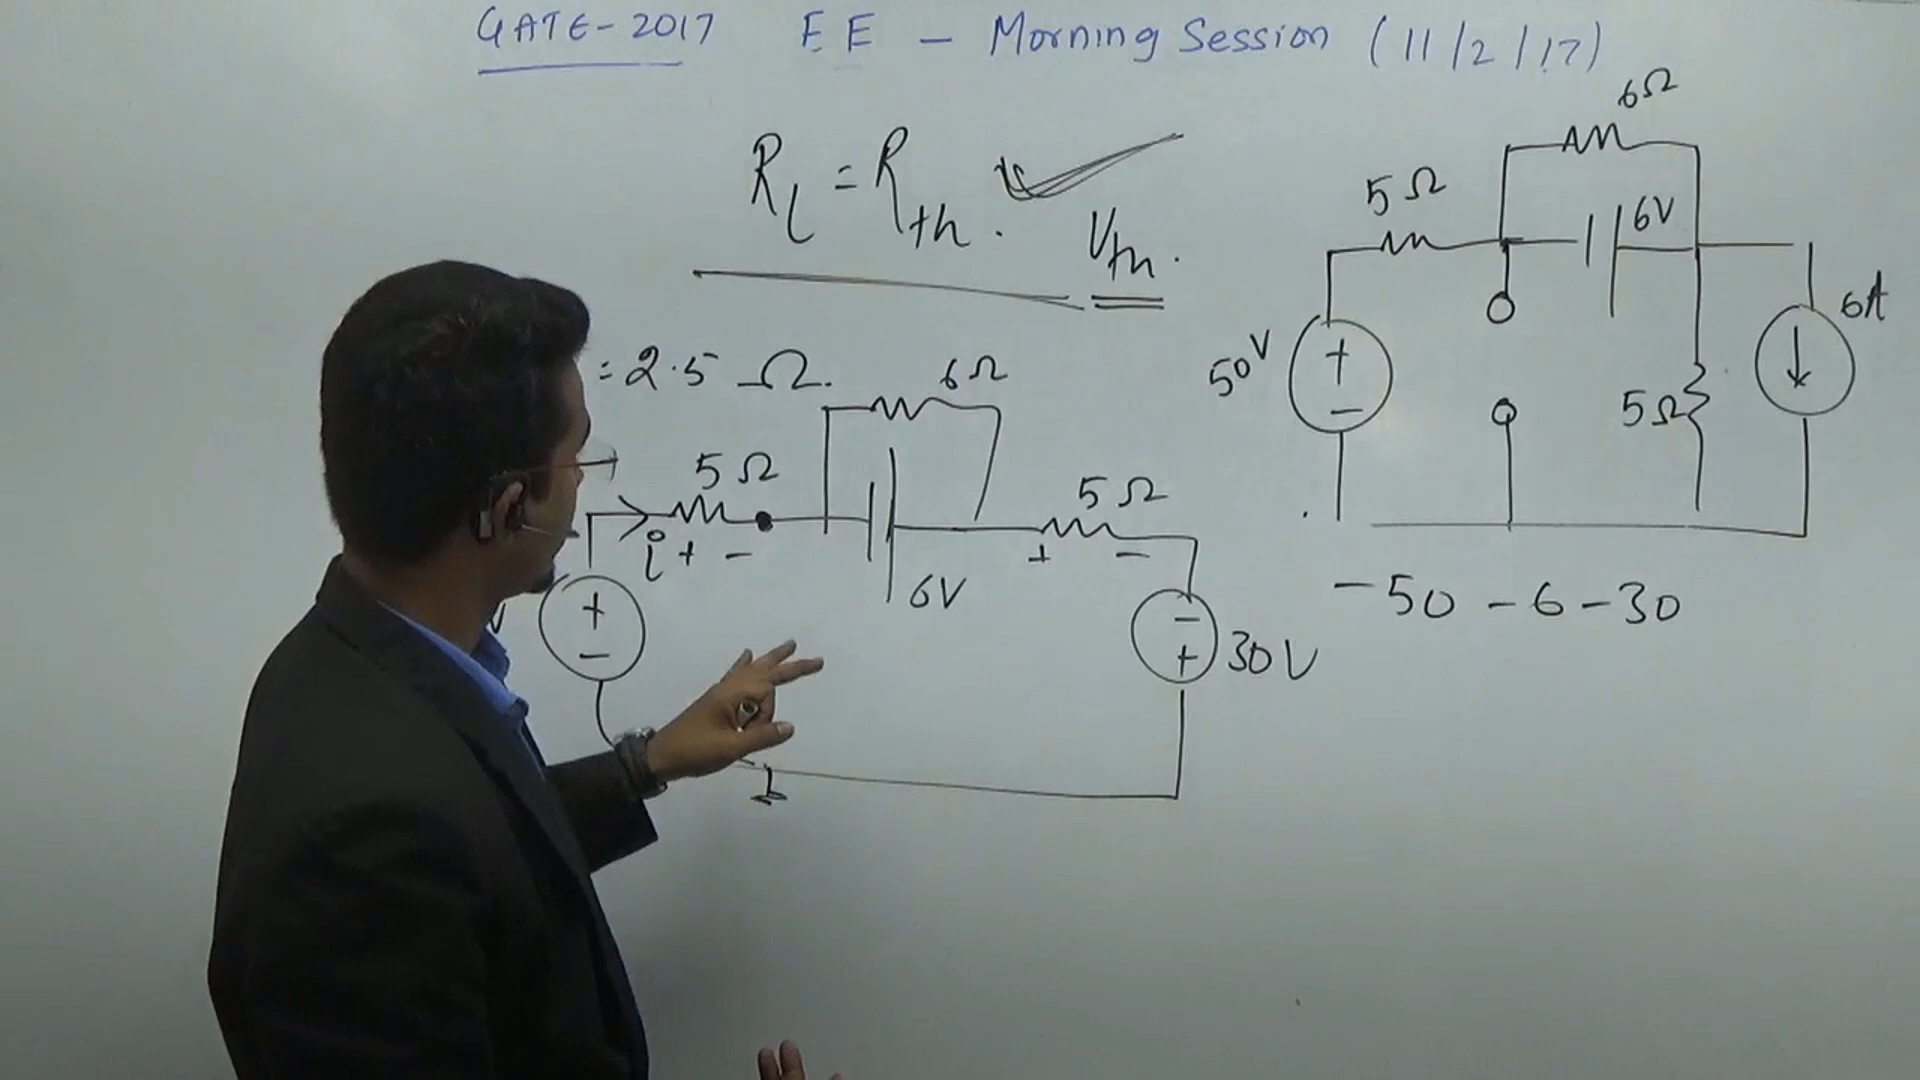 GATE-2017 EE - Morning Session (11/2/17)
R_L = R_th.
V_th.
= 2.5 Ω.
6Ω
5Ω
i + -
6V
5Ω
+ -
+
-
V
-
+
30V
6Ω
5Ω
6V
50V
+
-
5Ω
6A
-50 -6 -30